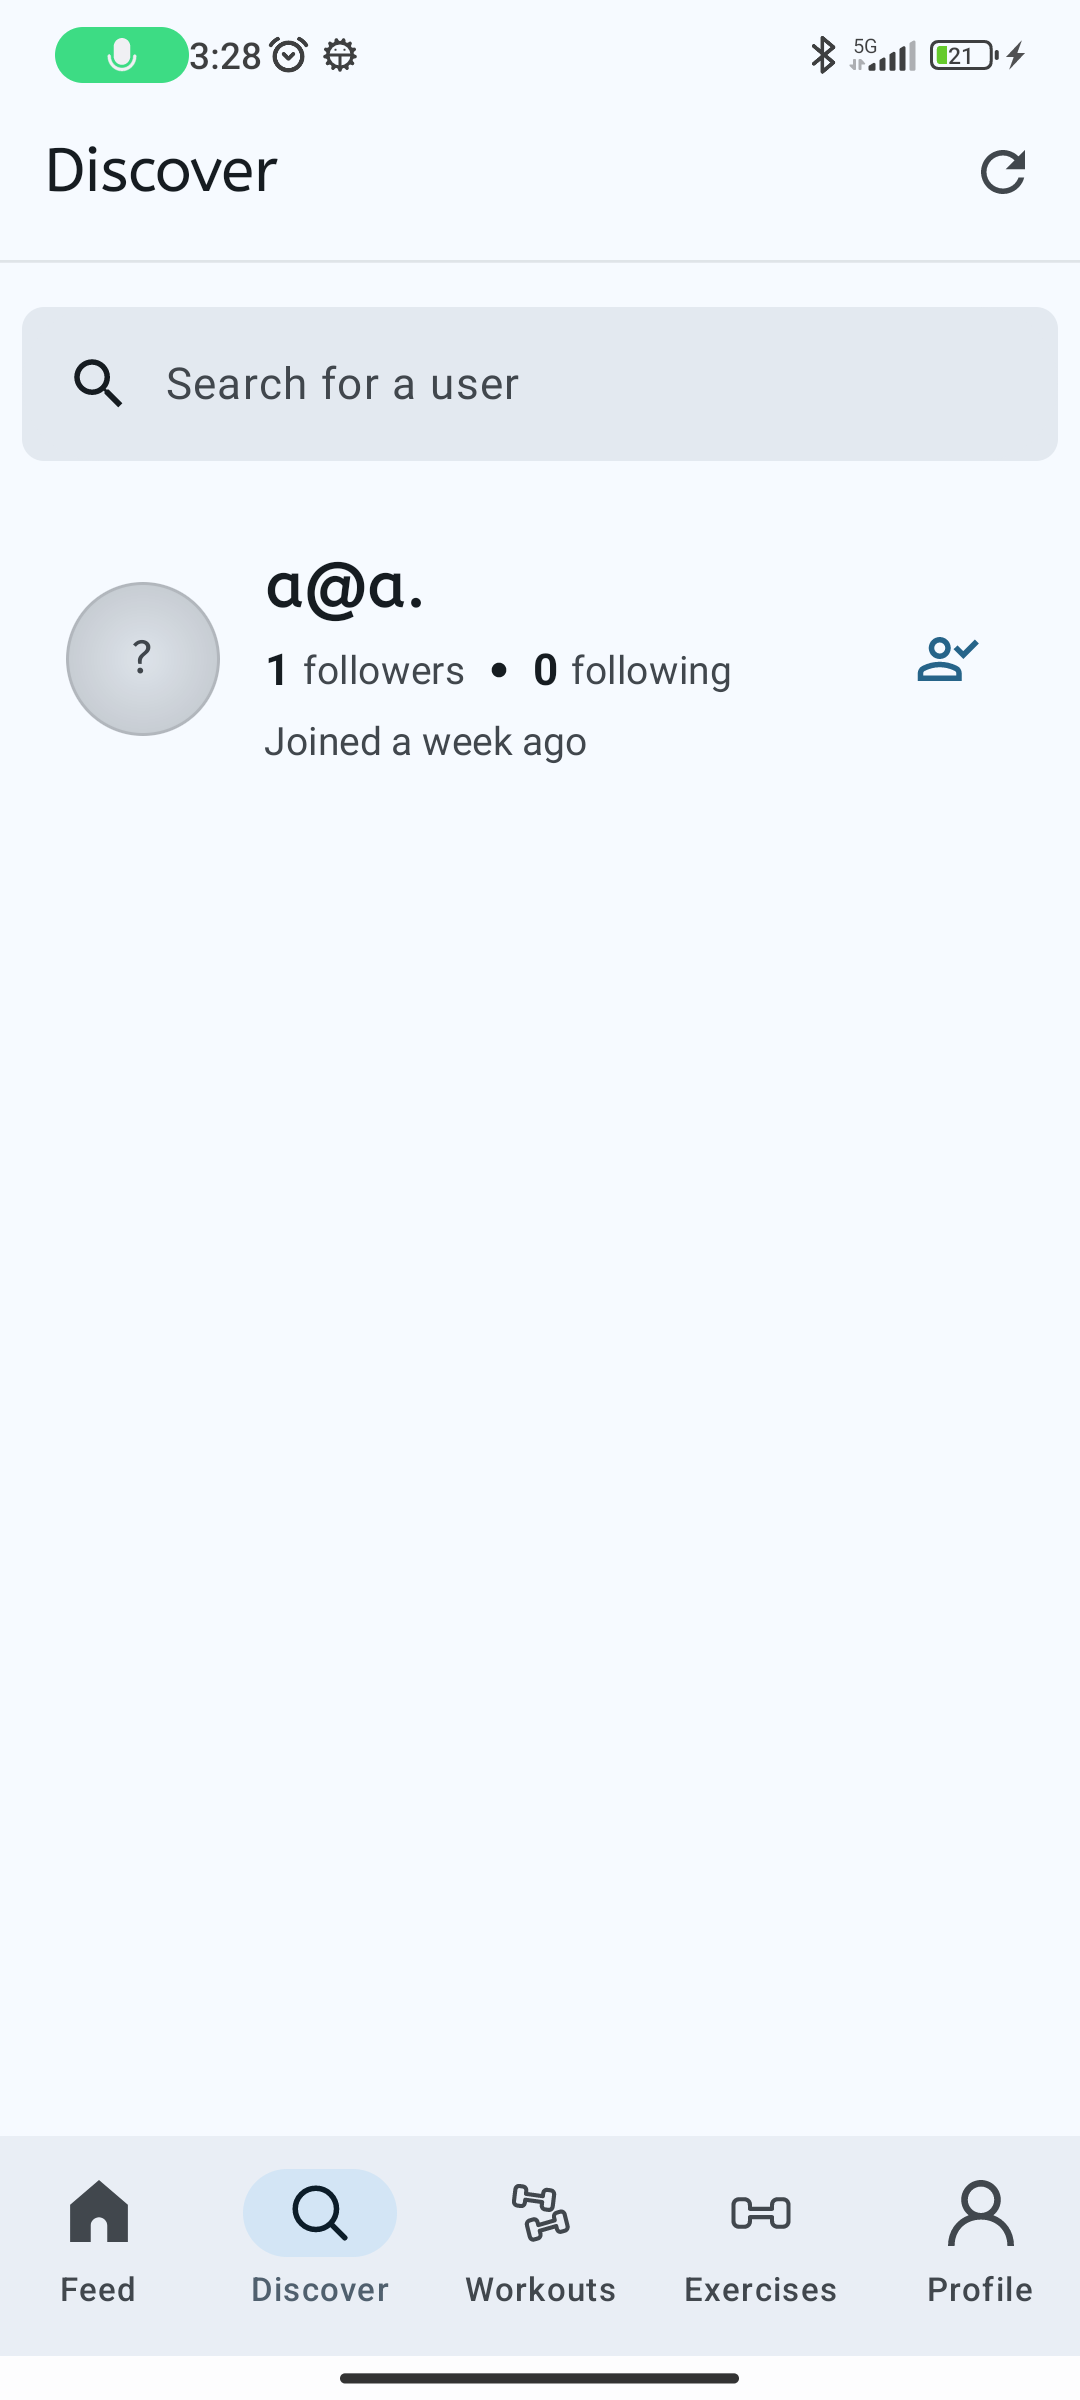 3:28 5G 21
Discover
Search for a user
a@a.
?
1 followers • 0 following
Joined a week ago
Feed Discover Workouts Exercises Profile